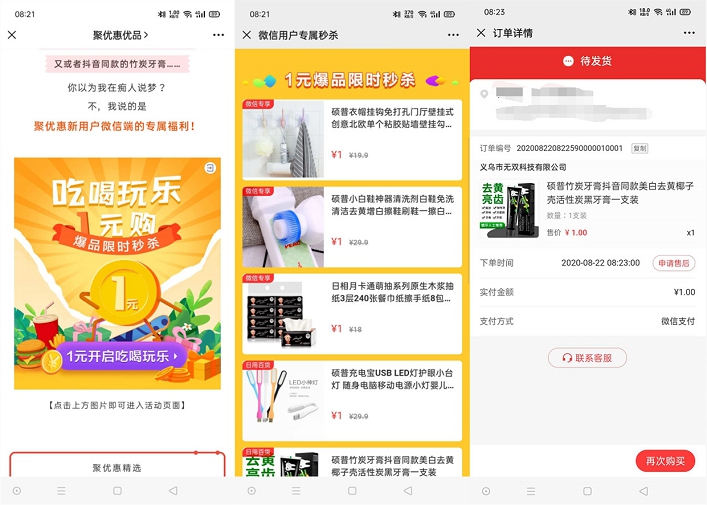 08:21
1.00 KB/S
5G
聚优惠优品>
又或者抖音同款的竹炭牙膏……
你以为我在痴人说梦？
不，我说的是
聚优惠新用户微信端的专属福利！
吃喝玩乐
1元购
爆品限时秒杀
1元
1元开启吃喝玩乐
【点击上方图片即可进入活动页面】
聚优惠精选
08:21
微信用户专属秒杀
1元爆品限时秒杀
微信专享
硕普衣帽挂钩免打孔门厅壁挂式
创意北欧单个粘胶贴墙壁挂勾...
¥1 ¥19.9
微信专享
硕普小白鞋神器清洗剂白鞋免洗
清洁去黄增白擦鞋刷鞋一擦白...
¥1 ¥29.9
微信专享
日相月卡通萌抽系列原生木浆抽
纸3层240张餐巾纸擦手纸8包...
¥1 ¥18
日用百货
硕普充电宝USB LED灯护眼小台
灯 随身电脑移动电源小灯婴儿...
LED小神灯
¥1 ¥29.9
日用百货
去黄
亮齿
硕普竹炭牙膏抖音同款美白去黄
椰子壳活性炭黑牙膏一支装
08:23
订单详情
待发货
订单编号 202008220822590000010001 复制
义乌市无双科技有限公司
去黄
亮齿
硕普竹炭牙膏抖音同款美白去黄椰子
壳活性炭黑牙膏一支装
数量：1支装
售价 ¥ 1.00 x1
下单时间 2020-08-22 08:23:00 申请售后
实付金额 ¥1.00
支付方式 微信支付
联系客服
再次购买